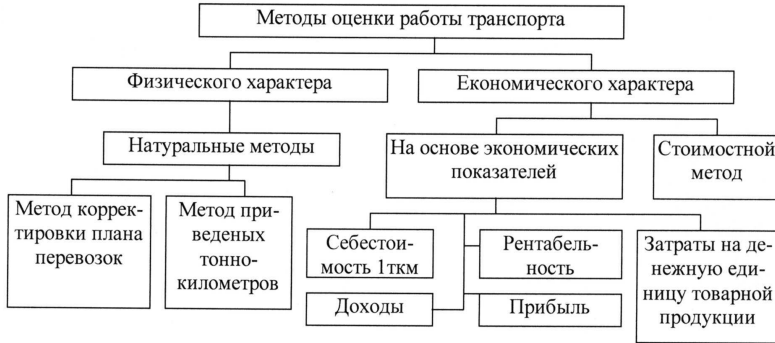 Методы оценки работы транспорта
Физического характера
Економического характера
Натуральные методы
На основе экономических
показателей
Стоимостной
метод
Метод коррек-
тировки плана
перевозок
Метод при-
веденых
тонно-
километров
Себестои-
мость 1ткм
Рентабель-
ность
Затраты на де-
нежную еди-
ницу товарной
продукции
Доходы
Прибыль